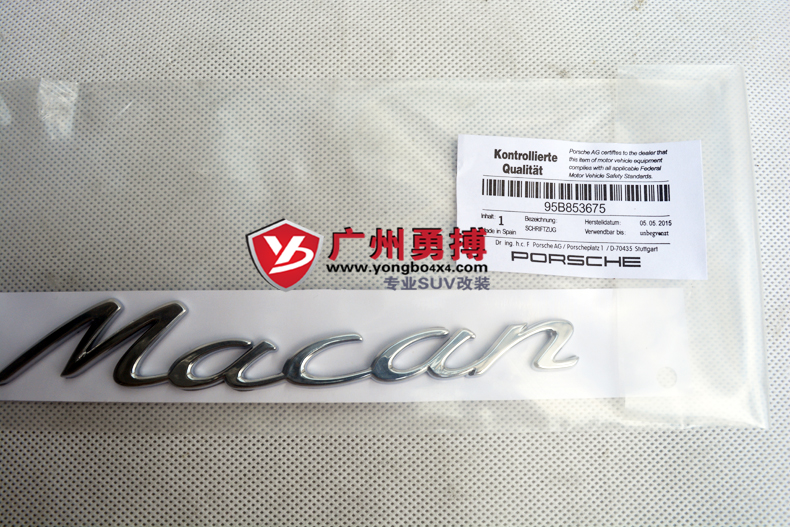 Kontrollierte
Qualität
Porsche AG certifies to the dealer that
this item of motor vehicle equipment
complies with all applicable Federal
Motor Vehicle Safety Standards.
95B853675
Inhalt: 1 Bezeichnung: Herstelldatum: 05.05.2015
Made in Spain SCHRIFTZUG Verwendbar bis: unbegrenzt
Dr. Ing. h.c. F. Porsche AG / Porscheplatz 1 / D-70435 Stuttgart
PORSCHE
YB 广州勇搏
www.yongbo4x4.com
专业SUV改装
Macan